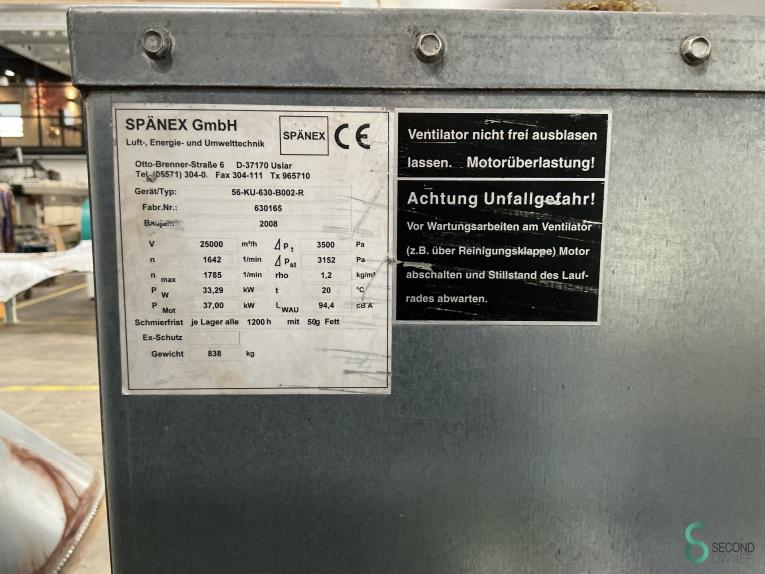 SPÄNEX GmbH
Luft-, Energie- und Umwelttechnik
SPÄNEX
CE
Otto-Brenner-Straße 6 D-37170 Uslar
Tel. (05571) 304-0. Fax 304-111 Tx 965710
Gerät/Typ: 56-KU-630-B002-R
Fabr.Nr.: 630165
Baujahr: 2008
V 25000 m³/h Δ pt 3500 Pa
n 1642 1/min Δ pst 3152 Pa
n max 1785 1/min rho 1,2 kg/m³
P W 33,29 kW t 20 °C
P Mot 37,00 kW L WAU 94,4 dB A
Schmierfrist je Lager alle 1200 h mit 50g Fett
Ex-Schutz
Gewicht 838 kg
Ventilator nicht frei ausblasen
lassen. Motorüberlastung!
Achtung Unfallgefahr!
Vor Wartungsarbeiten am Ventilator
(z.B. über Reinigungsklappe) Motor
abschalten und Stillstand des Lauf-
rades abwarten.
SECOND
OWNER